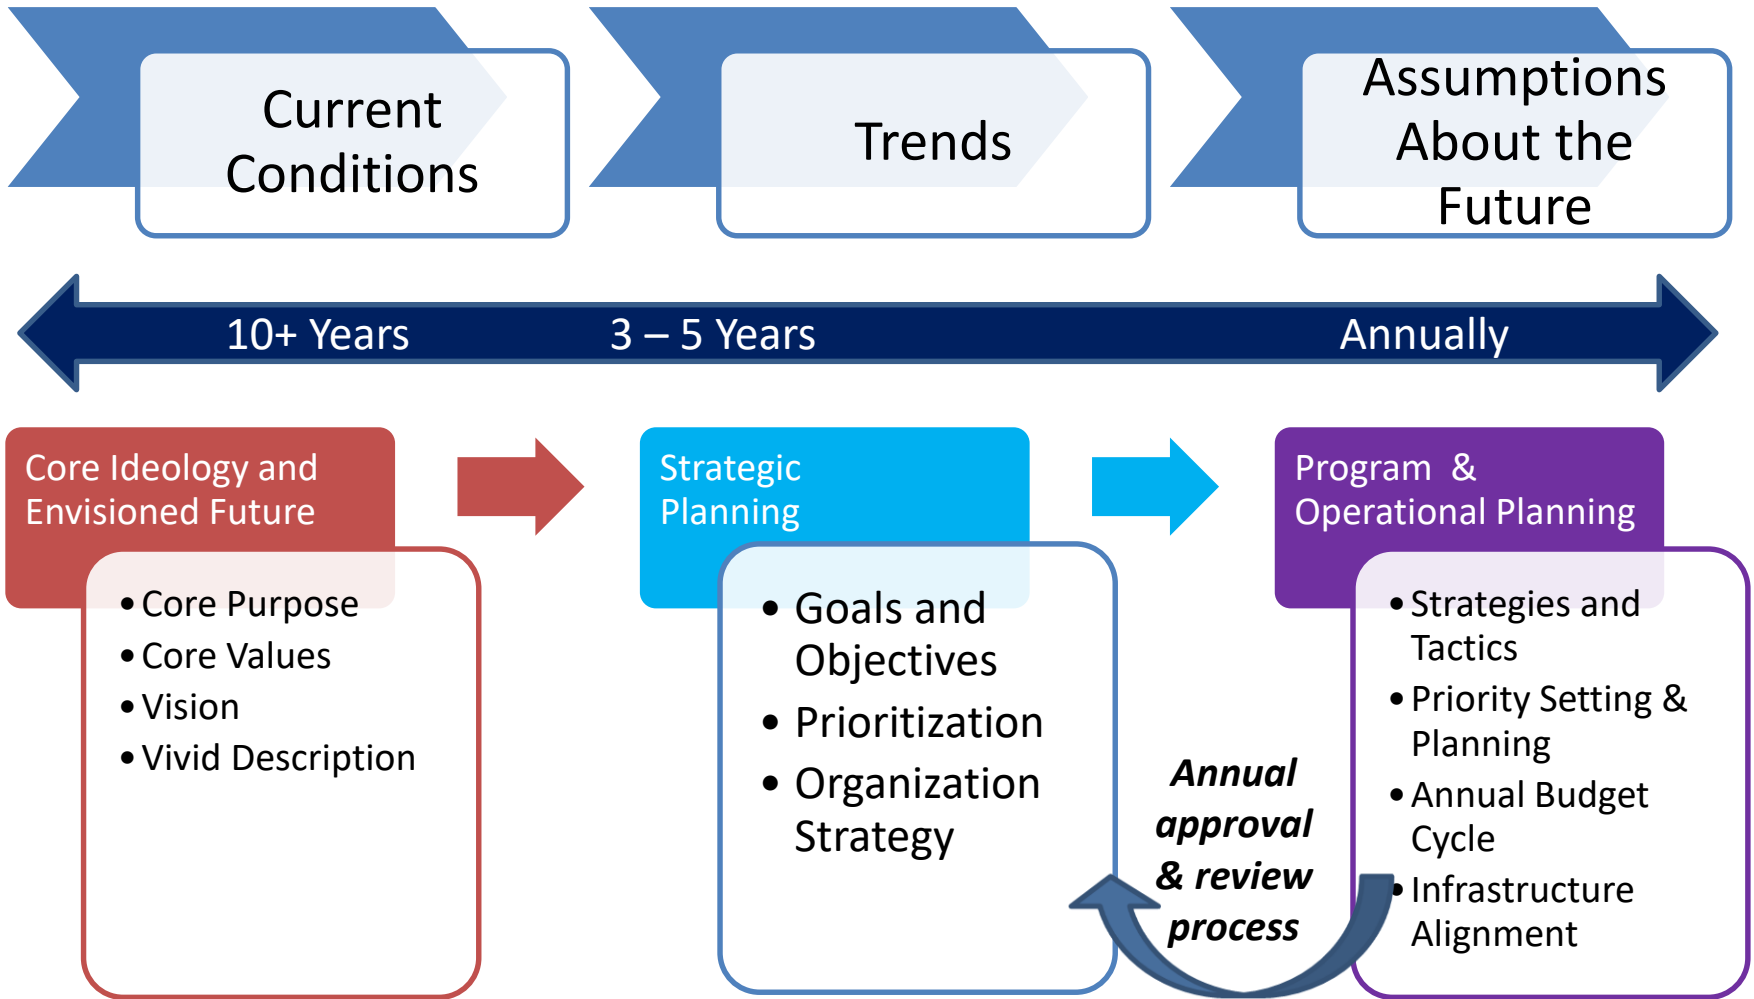 Current
Conditions
Trends
Assumptions
About the
Future
10+ Years
3 – 5 Years
Annually
Core Ideology and
Envisioned Future
•Core Purpose
•Core Values
•Vision
•Vivid Description
Strategic
Planning
• Goals and
Objectives
• Prioritization
• Organization
Strategy
Annual
approval
& review
process
Program &
Operational Planning
•Strategies and
Tactics
•Priority Setting &
Planning
•Annual Budget
Cycle
•Infrastructure
Alignment